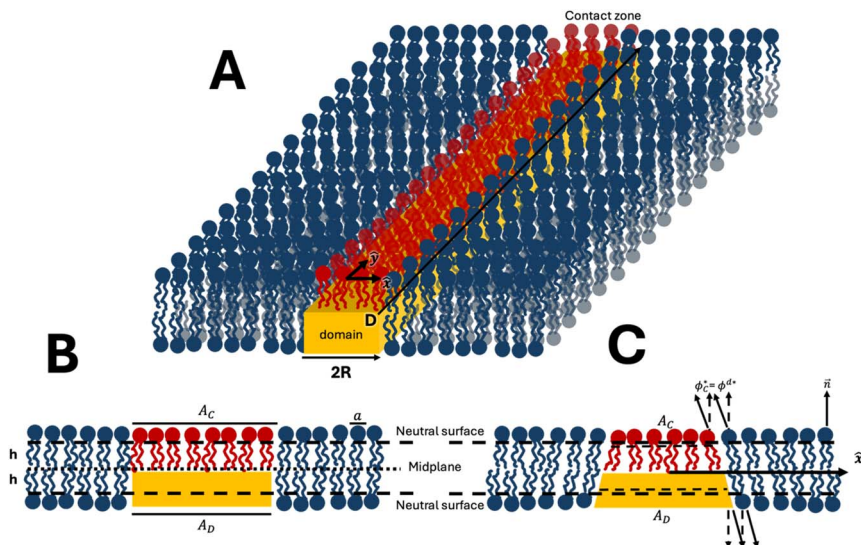 Contact zone
A
ŷ
x̂
D
domain
2R
B
C
ϕ_C^*= ϕ^{d*}
n⃗
A_C
a
Neutral surface
A_C
h
Midplane
x̂
h
Neutral surface
A_D
A_D